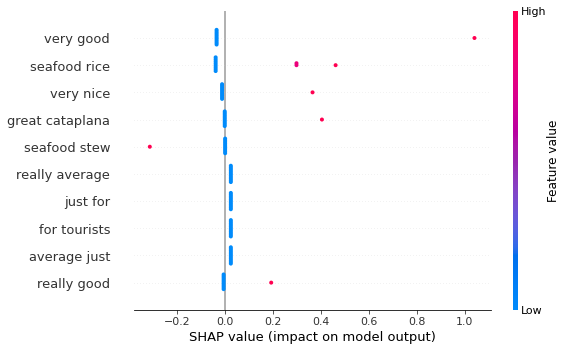 High
very good
seafood rice
very nice
great cataplana
seafood stew
really average
just for
for tourists
average just
really good
Feature value
Low
−0.2 0.0 0.2 0.4 0.6 0.8 1.0
SHAP value (impact on model output)